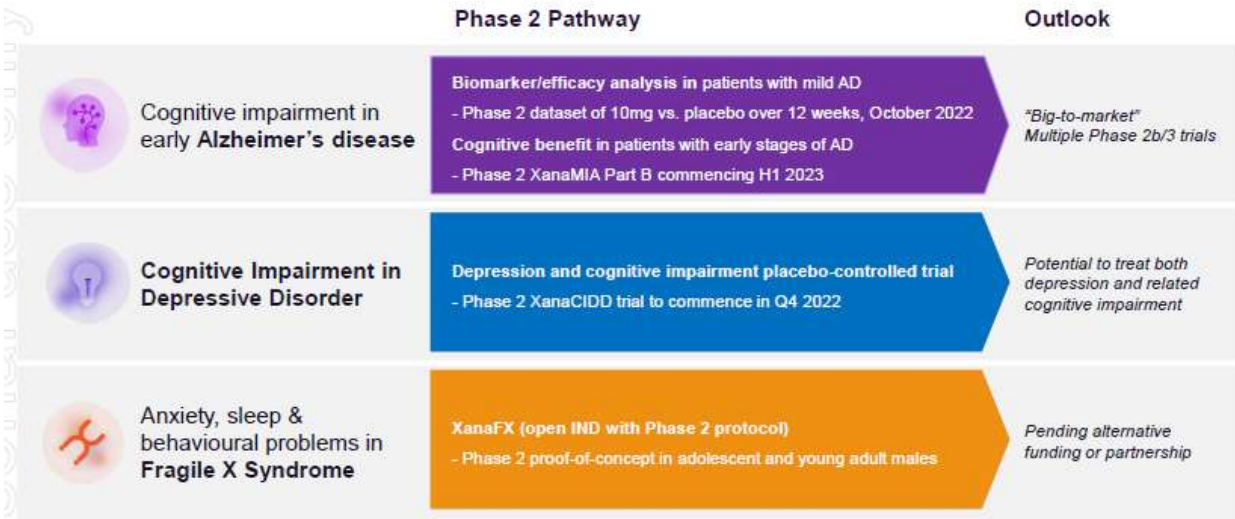 Phase 2 Pathway
Outlook
Cognitive impairment in
early Alzheimer's disease
Biomarker/efficacy analysis in patients with mild AD
- Phase 2 dataset of 10mg vs. placebo over 12 weeks, October 2022
Cognitive benefit in patients with early stages of AD
- Phase 2 XanaMIA Part B commencing H1 2023
"Big-to-market"
Multiple Phase 2b/3 trials
Cognitive Impairment in
Depressive Disorder
Depression and cognitive impairment placebo-controlled trial
- Phase 2 XanaCIDD trial to commence in Q4 2022
Potential to treat both
depression and related
cognitive impairment
Anxiety, sleep &
behavioural problems in
Fragile X Syndrome
XanaFX (open IND with Phase 2 protocol)
- Phase 2 proof-of-concept in adolescent and young adult males
Pending alternative
funding or partnership